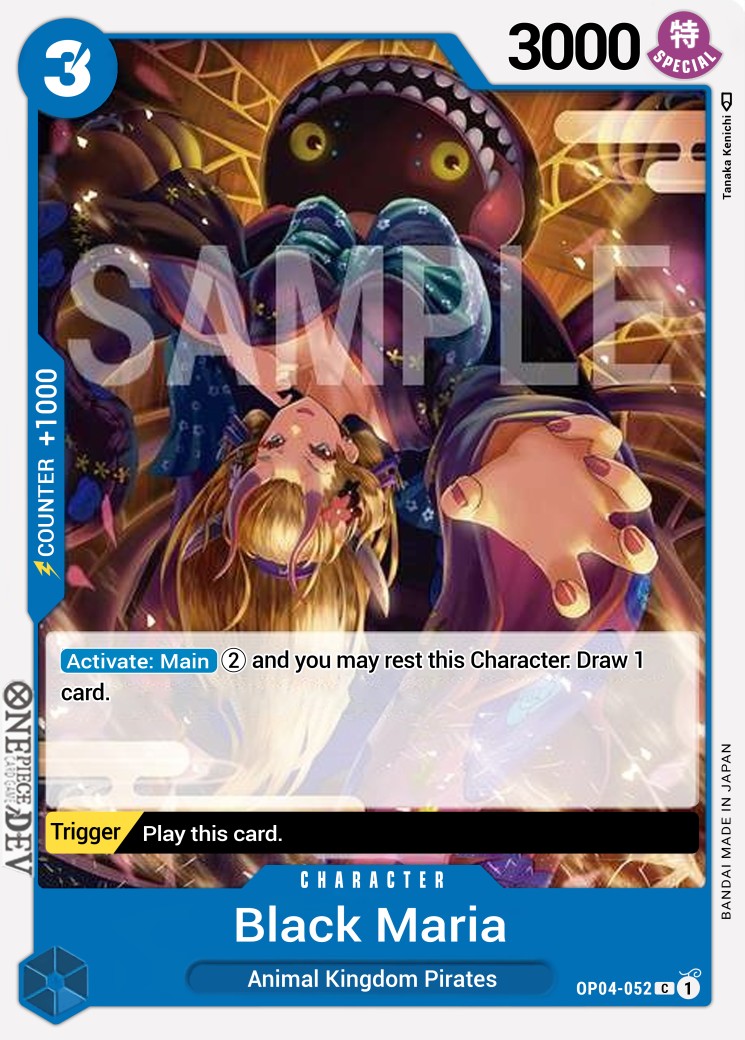 3
3000
特
SPECIAL
Tanaka Kenichi
SAMPLE
COUNTER +1000
Activate: Main ② and you may rest this Character: Draw 1
card.
ONE PIECE
CARD GAME
DEV
Trigger Play this card.
CHARACTER
Black Maria
Animal Kingdom Pirates
OP04-052 C 1
BANDAI MADE IN JAPAN